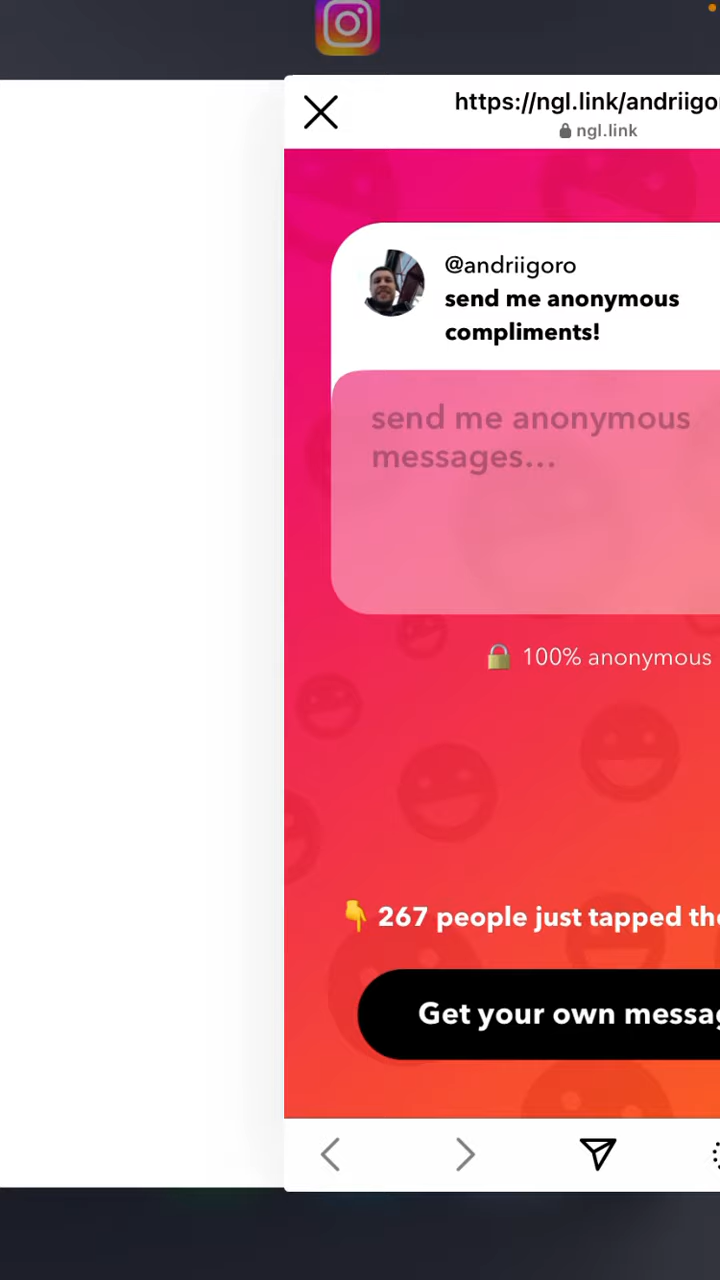 https://ngl.link/andriigo
ngl.link
@andriigoro
send me anonymous
compliments!
send me anonymous
messages...
100% anonymous
267 people just tapped the
Get your own messag